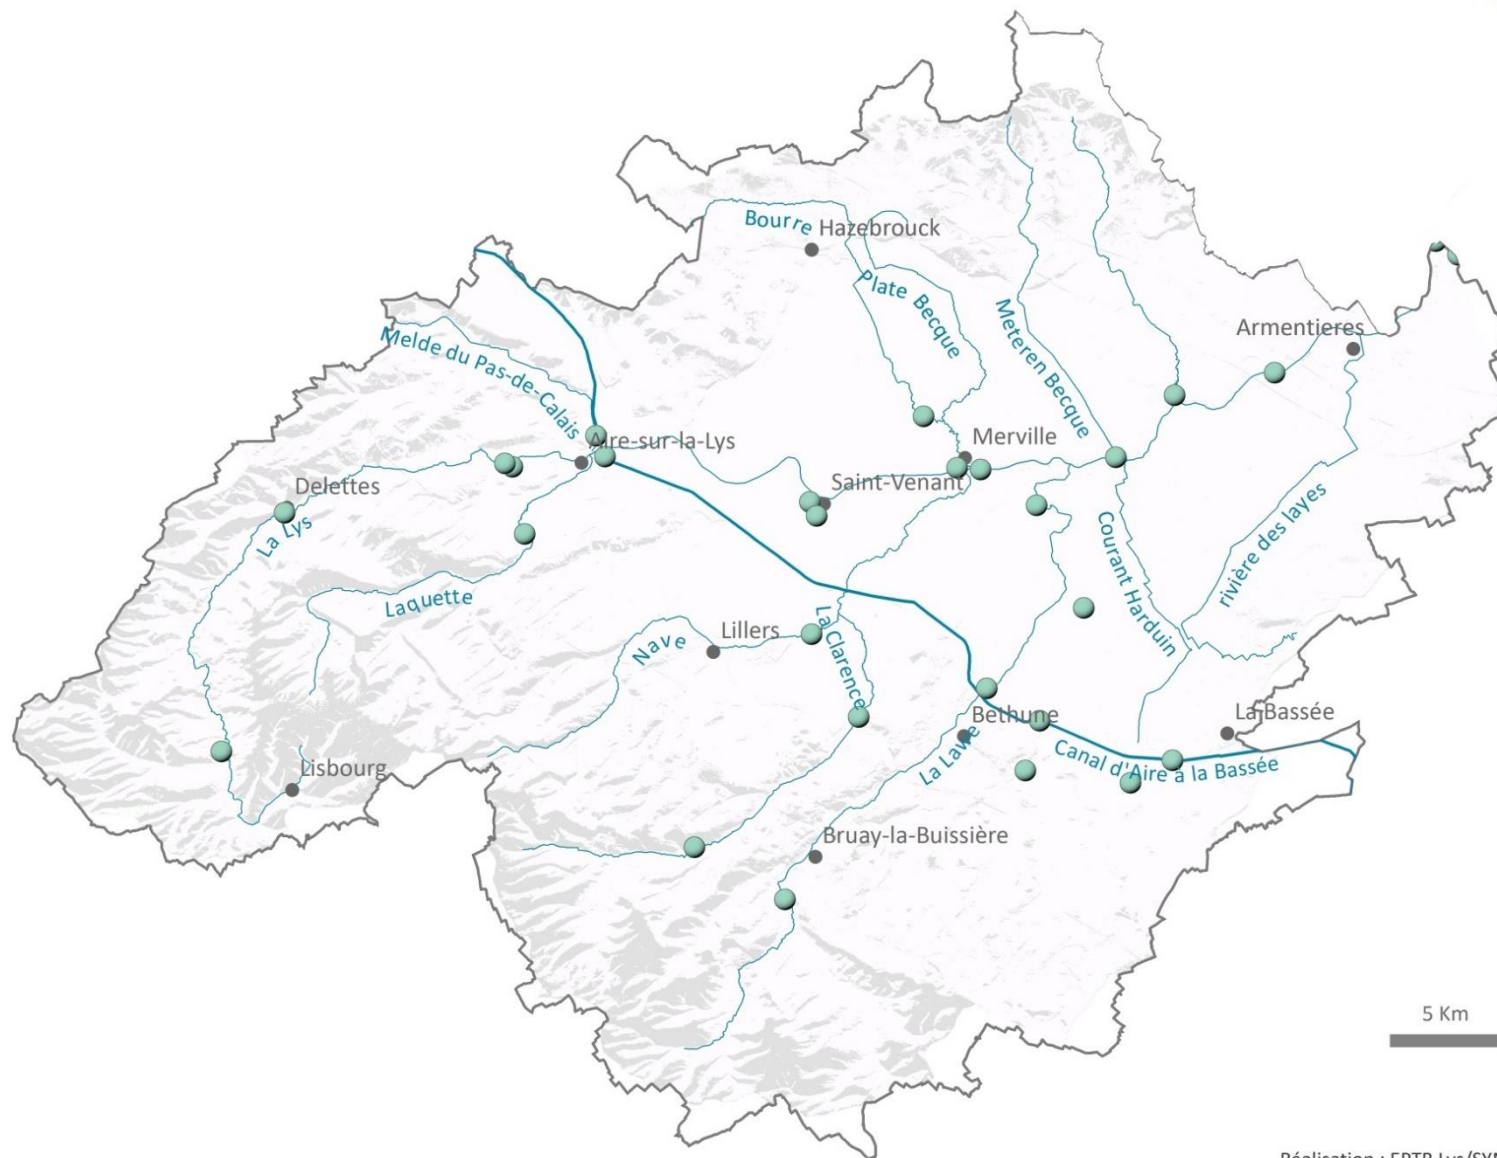 Bourre
Hazebrouck
Plate Becque
Meteren Becque
Armentieres
Melde du Pas-de-Calais
Aire-sur-la-Lys
Merville
Saint-Venant
Delettes
La Lys
Courant Harduin
rivière des layes
Laquette
Lillers
Nave
La Clarence
La Bassée
Bethune
La Lawe
Canal d'Aire à la Bassée
Lisbourg
Bruay-la-Buissière
5 Km